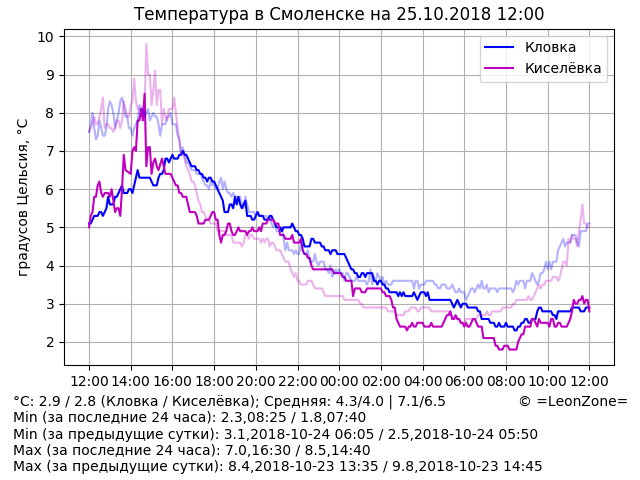 Температура в Смоленске на 25.10.2018 12:00
градусов Цельсия, °C
10
9
8
7
6
5
4
3
2
Кловка
Киселёвка
12:00 14:00 16:00 18:00 20:00 22:00 00:00 02:00 04:00 06:00 08:00 10:00 12:00
°C: 2.9 / 2.8 (Кловка / Киселёвка); Средняя: 4.3/4.0 | 7.1/6.5 © =LeonZone=
Min (за последние 24 часа): 2.3,08:25 / 1.8,07:40
Min (за предыдущие сутки): 3.1,2018-10-24 06:05 / 2.5,2018-10-24 05:50
Max (за последние 24 часа): 7.0,16:30 / 8.5,14:40
Max (за предыдущие сутки): 8.4,2018-10-23 13:35 / 9.8,2018-10-23 14:45